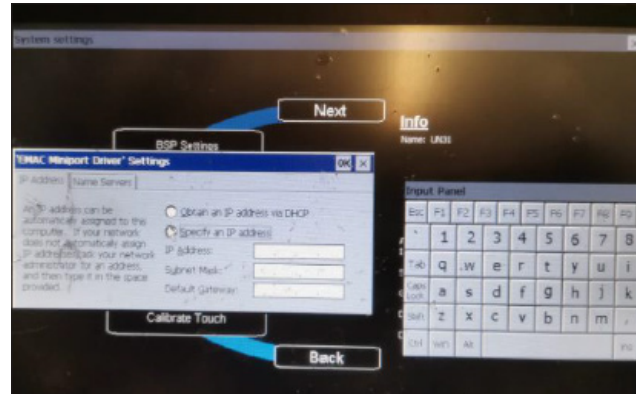 System settings
Next
Info
Name: UN31
BSP Settings
'EMAC Miniport Driver' Settings
OK
IP Address
Name Servers
An IP address can be
automatically assigned to this
computer. If your network
does not automatically assign
IP addresses, ask your network
administrator for an address,
and then type it in the space
provided.
Obtain an IP address via DHCP
Specify an IP address
IP Address:
Subnet Mask:
Default Gateway:
Calibrate Touch
Back
Input Panel
Esc F1 F2 F3 F4 F5 F6 F7 F8 F9
` 1 2 3 4 5 6 7 8
Tab q w e r t y u i
Caps Lock a s d f g h j k
Shift z x c v b n m ,
Ctrl Win Alt